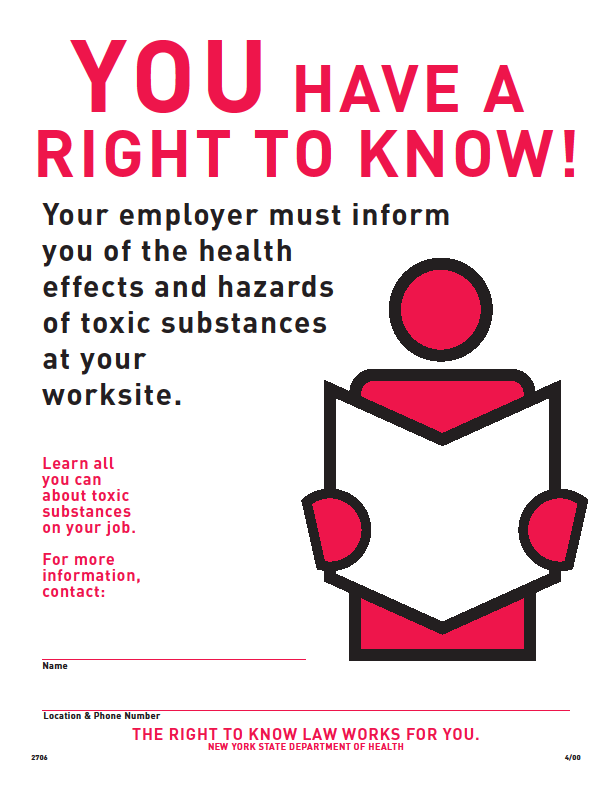 YOU HAVE A
RIGHT TO KNOW!
Your employer must inform
you of the health
effects and hazards
of toxic substances
at your
worksite.
Learn all
you can
about toxic
substances
on your job.
For more
information,
contact:
Name
Location & Phone Number
THE RIGHT TO KNOW LAW WORKS FOR YOU.
NEW YORK STATE DEPARTMENT OF HEALTH
2706
4/00